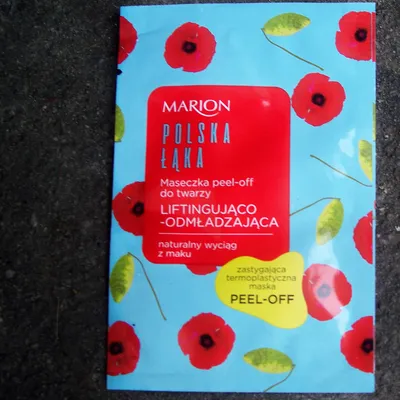 MARION
POLSKA
ŁĄKA
Maseczka peel-off
do twarzy
LIFTINGUJĄCO
-ODMŁADZAJĄCA
naturalny wyciąg
z maku
zastygająca
termoplastyczna
maska
PEEL-OFF